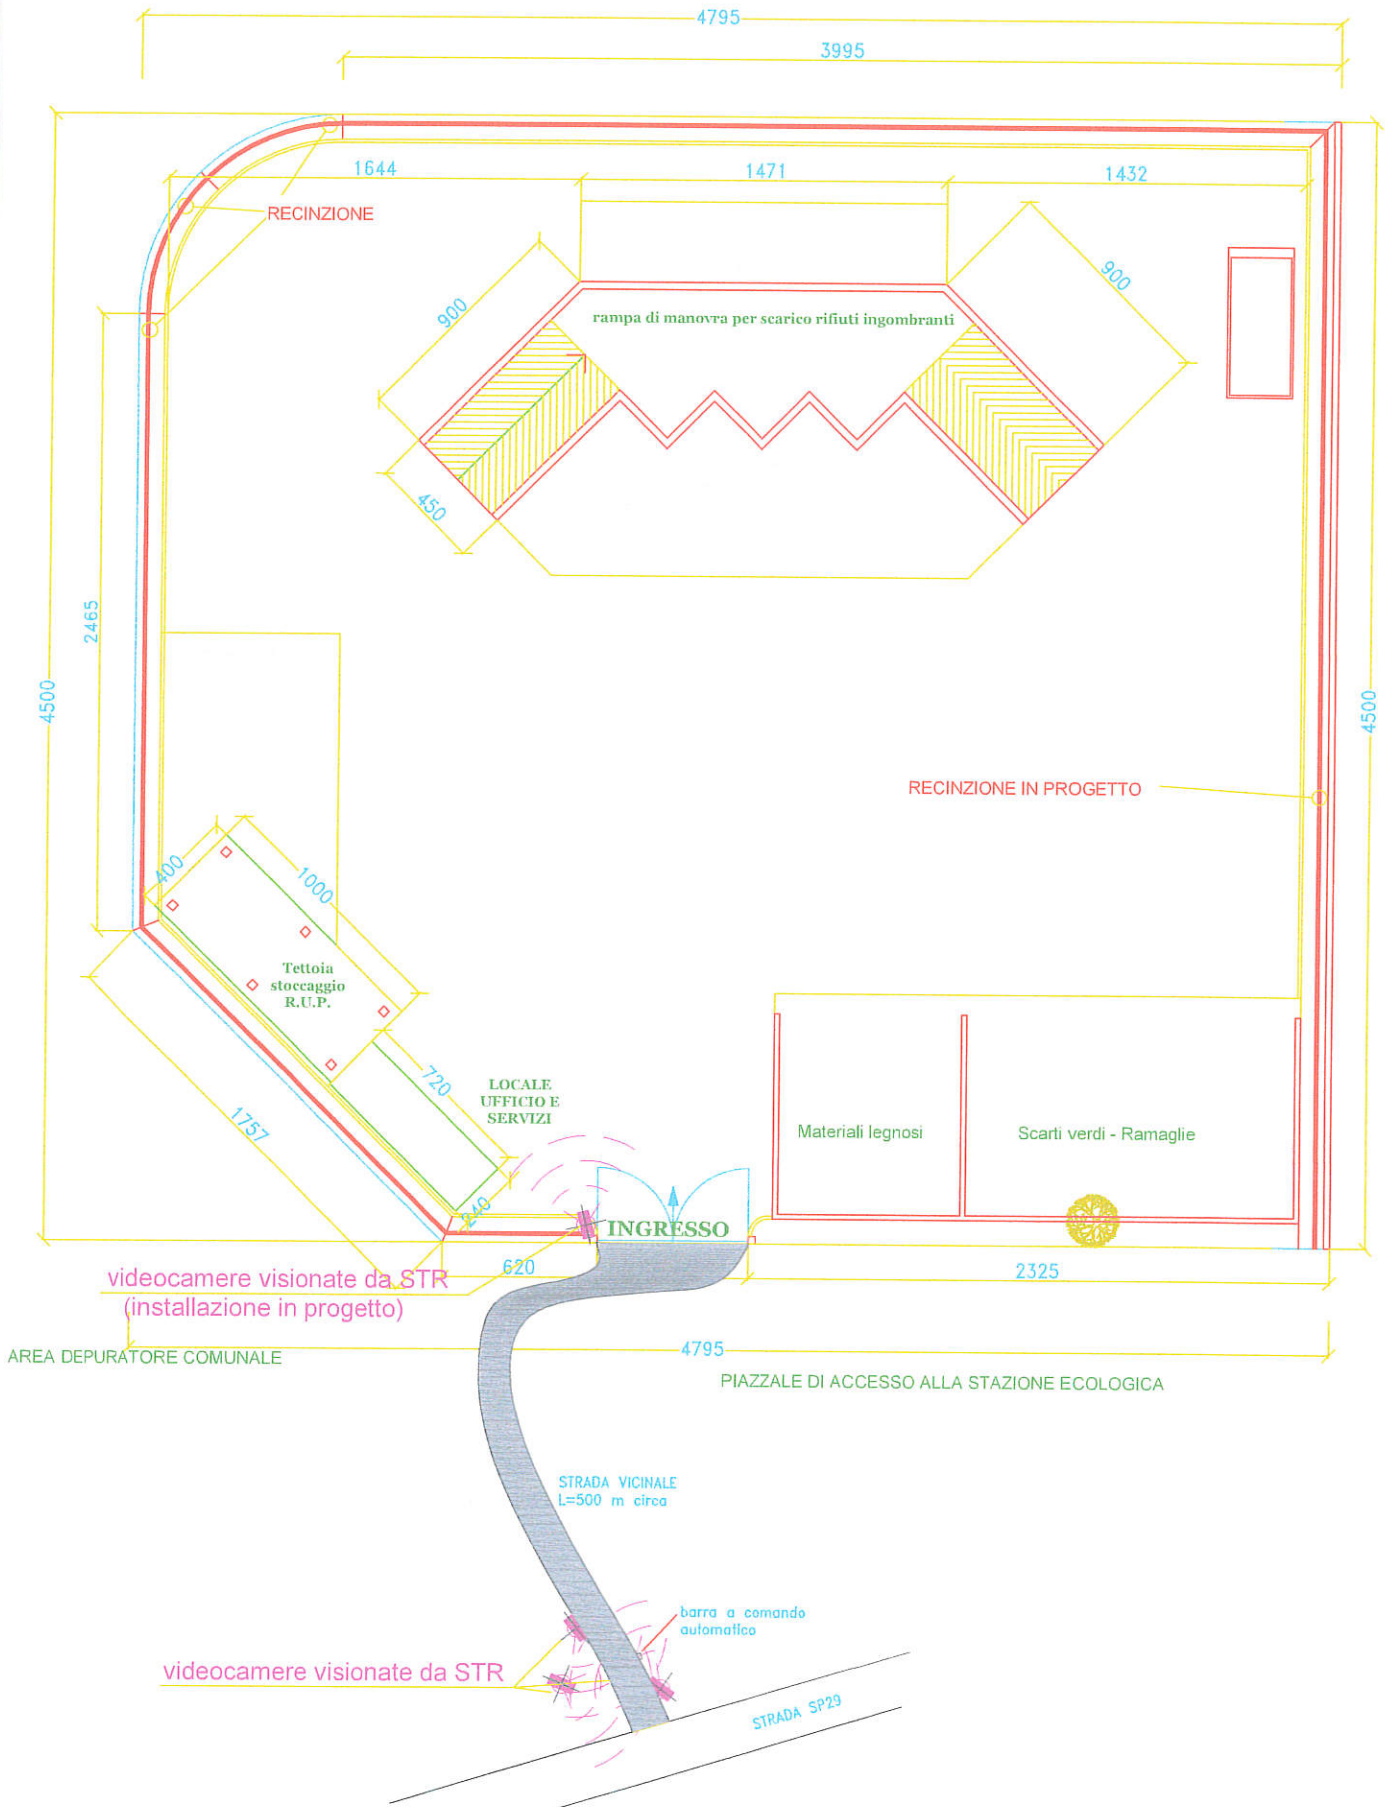 4795
3995
1644
1471
1432
RECINZIONE
900
900
rampa di manovra per scarico rifiuti ingombranti
450
2465
4500
4500
RECINZIONE IN PROGETTO
400
1000
Tettoia
stoccaggio
R.U.P.
720
LOCALE
UFFICIO E
SERVIZI
1757
Materiali legnosi
Scarti verdi - Ramaglie
240
INGRESSO
620
2325
videocamere visionate da STR
(installazione in progetto)
4795
AREA DEPURATORE COMUNALE
PIAZZALE DI ACCESSO ALLA STAZIONE ECOLOGICA
STRADA VICINALE
L=500 m circa
barra a comando
automatico
videocamere visionate da STR
STRADA SP29